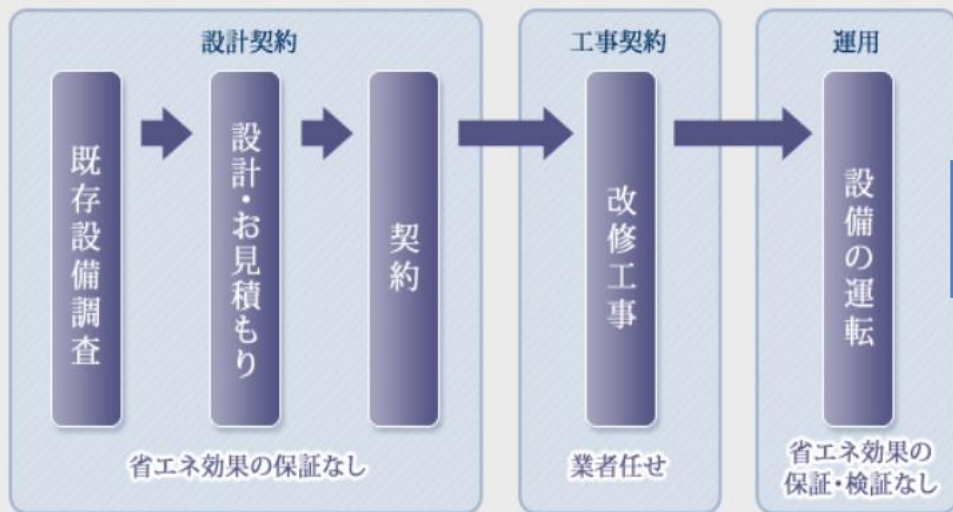 設計契約
既存設備調査
設計・お見積もり
契約
省エネ効果の保証なし
工事契約
改修工事
業者任せ
運用
設備の運転
省エネ効果の
保証・検証なし